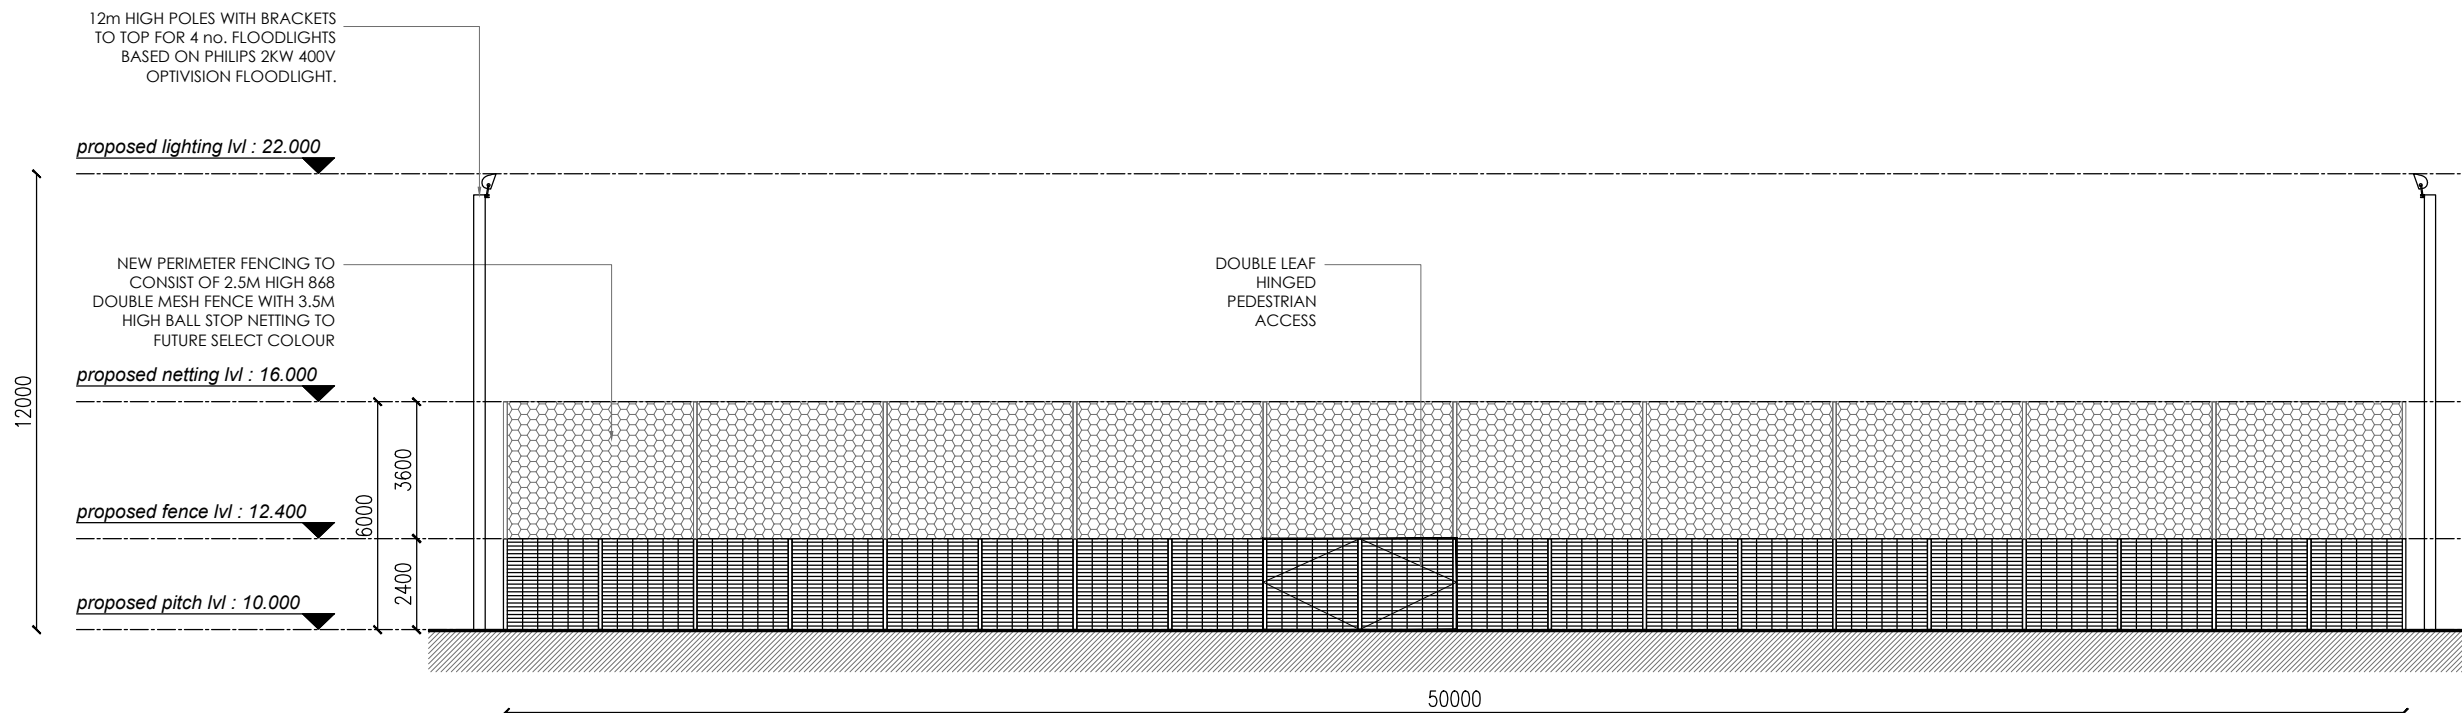 12m HIGH POLES WITH BRACKETS
TO TOP FOR 4 no. FLOODLIGHTS
BASED ON PHILIPS 2KW 400V
OPTIVISION FLOODLIGHT.
proposed lighting lvl : 22.000
NEW PERIMETER FENCING TO
CONSIST OF 2.5M HIGH 868
DOUBLE MESH FENCE WITH 3.5M
HIGH BALL STOP NETTING TO
FUTURE SELECT COLOUR
DOUBLE LEAF
HINGED
PEDESTRIAN
ACCESS
proposed netting lvl : 16.000
12000
3600
6000
proposed fence lvl : 12.400
2400
proposed pitch lvl : 10.000
50000